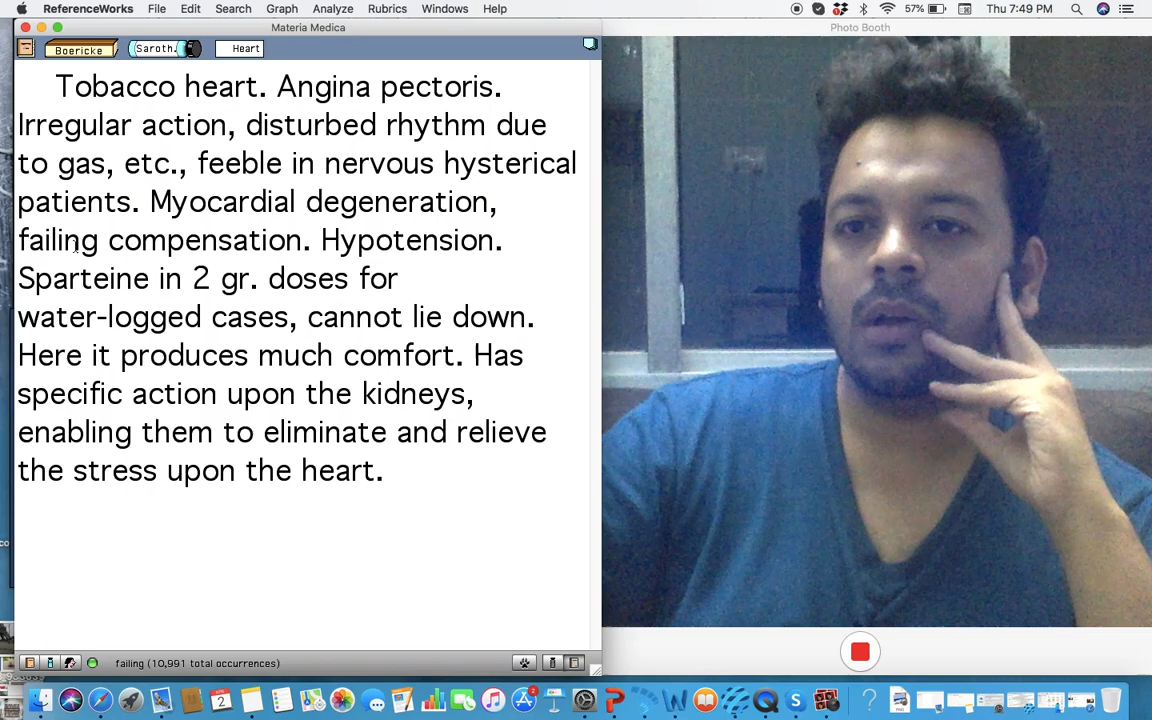 ReferenceWorks File Edit Search Graph Analyze Rubrics Windows Help 57% Thu 7:49 PM
Materia Medica
Photo Booth
Boericke Saroth. Heart
Tobacco heart. Angina pectoris.
Irregular action, disturbed rhythm due
to gas, etc., feeble in nervous hysterical
patients. Myocardial degeneration,
failing compensation. Hypotension.
Sparteine in 2 gr. doses for
water-logged cases, cannot lie down.
Here it produces much comfort. Has
specific action upon the kidneys,
enabling them to eliminate and relieve
the stress upon the heart.
failing (10,991 total occurrences)